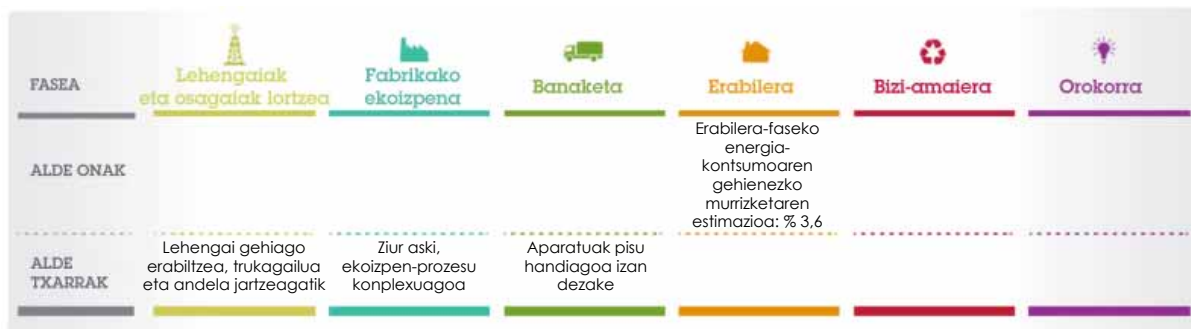 FASEA
Lehengaiak
eta osagaiak lortzea
Fabrikako
ekoizpena
Banaketa
Erabilera
Bizi-amaiera
Orokorra
ALDE ONAK
Erabilera-faseko
energia-
kontsumoaren
gehienezko
murrizketaren
estimazioa: % 3,6
ALDE
TXARRAK
Lehengai gehiago
erabiltzea, trukagailua
eta andela jartzeagatik
Ziur aski,
ekoizpen-prozesu
konplexuagoa
Aparatuak pisu
handiagoa izan
dezake